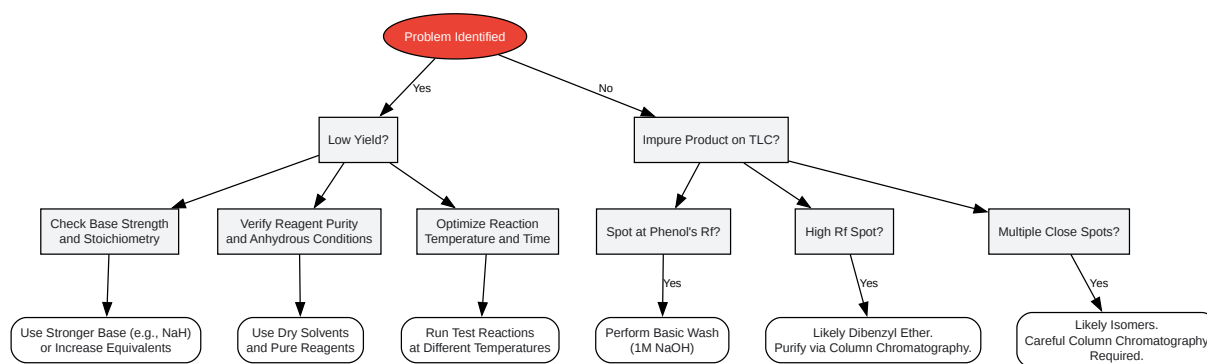 Problem Identified
Yes
No
Low Yield?
Impure Product on TLC?
Check Base Strength
and Stoichiometry
Verify Reagent Purity
and Anhydrous Conditions
Optimize Reaction
Temperature and Time
Spot at Phenol's Rf?
High Rf Spot?
Multiple Close Spots?
Yes
Yes
Yes
Use Stronger Base (e.g., NaH)
or Increase Equivalents
Use Dry Solvents
and Pure Reagents
Run Test Reactions
at Different Temperatures
Perform Basic Wash
(1M NaOH)
Likely Dibenzyl Ether.
Purify via Column Chromatography.
Likely Isomers.
Careful Column Chromatography
Required.